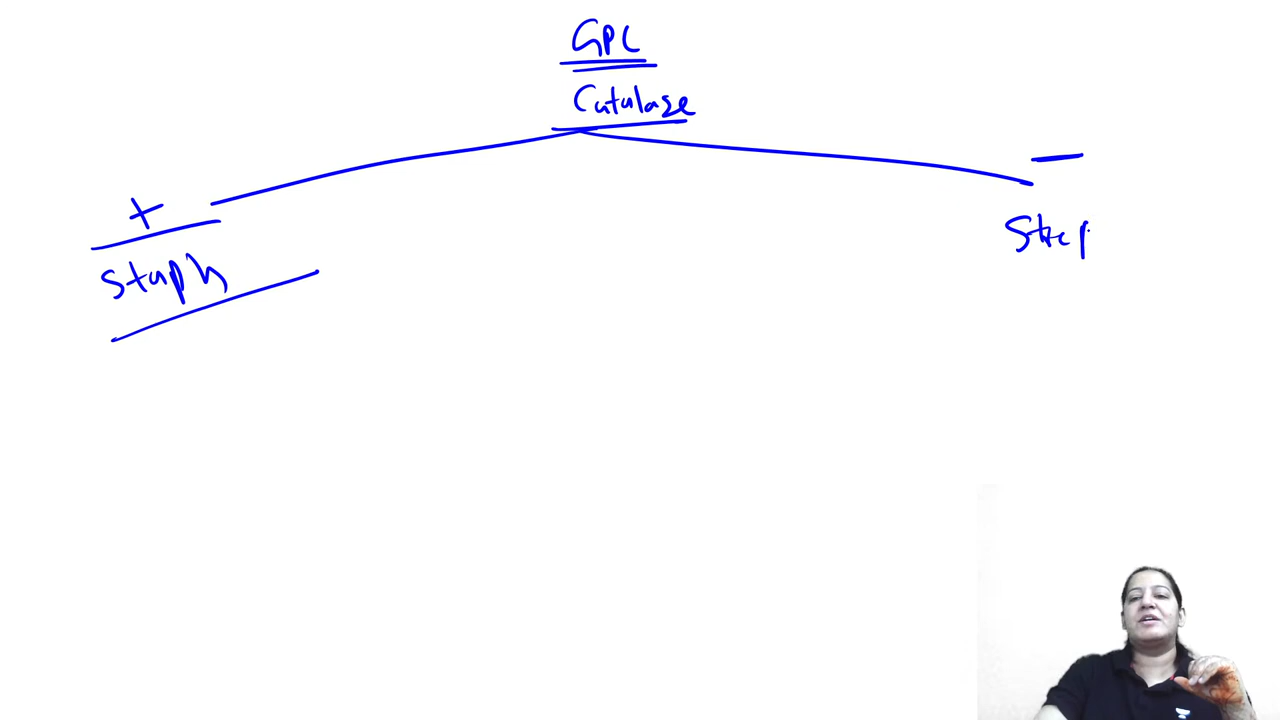 GPC
Catalase
+
—
Staph
Strep